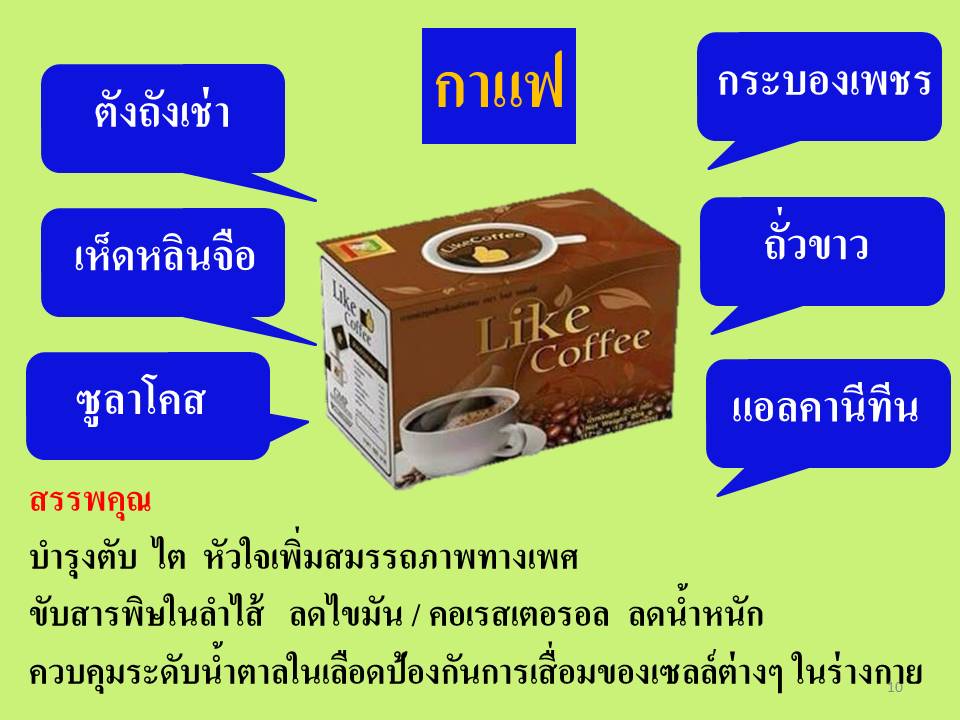 กาแฟ
กระบองเพชร
ตังถังเช่า
ถั่วขาว
เห็ดหลินจือ
ซูลาโคส
แอลคานีทีน
LikeCoffee
Like
Coffee
Like
Coffee
สรรพคุณ
บำรุงตับ ไต หัวใจเพิ่มสมรรถภาพทางเพศ
ขับสารพิษในลำไส้ ลดไขมัน / คอเรสเตอรอล ลดน้ำหนัก
ควบคุมระดับน้ำตาลในเลือดป้องกันการเสื่อมของเซลล์ต่างๆ ในร่างกาย
10